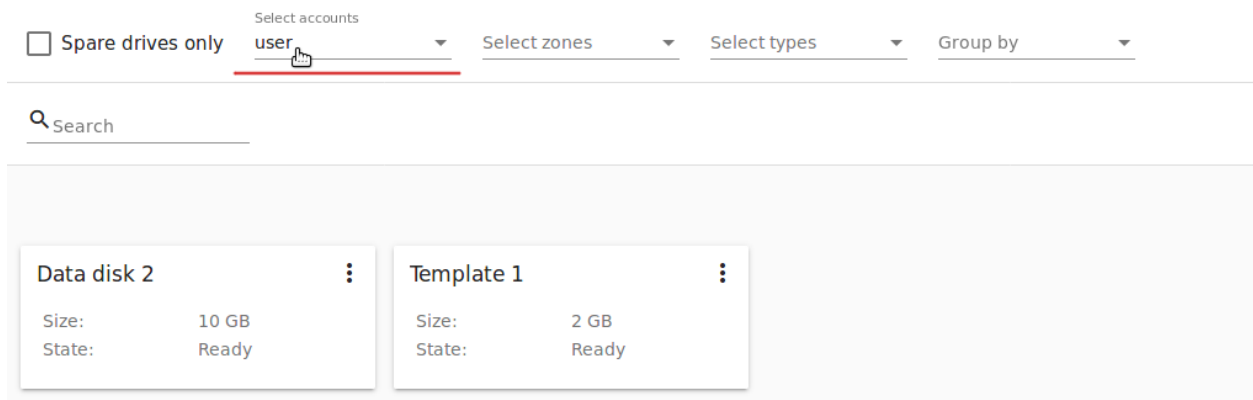 Select accounts
Spare drives only user Select zones Select types Group by
Search
Data disk 2 Template 1
Size: 10 GB Size: 2 GB
State: Ready State: Ready